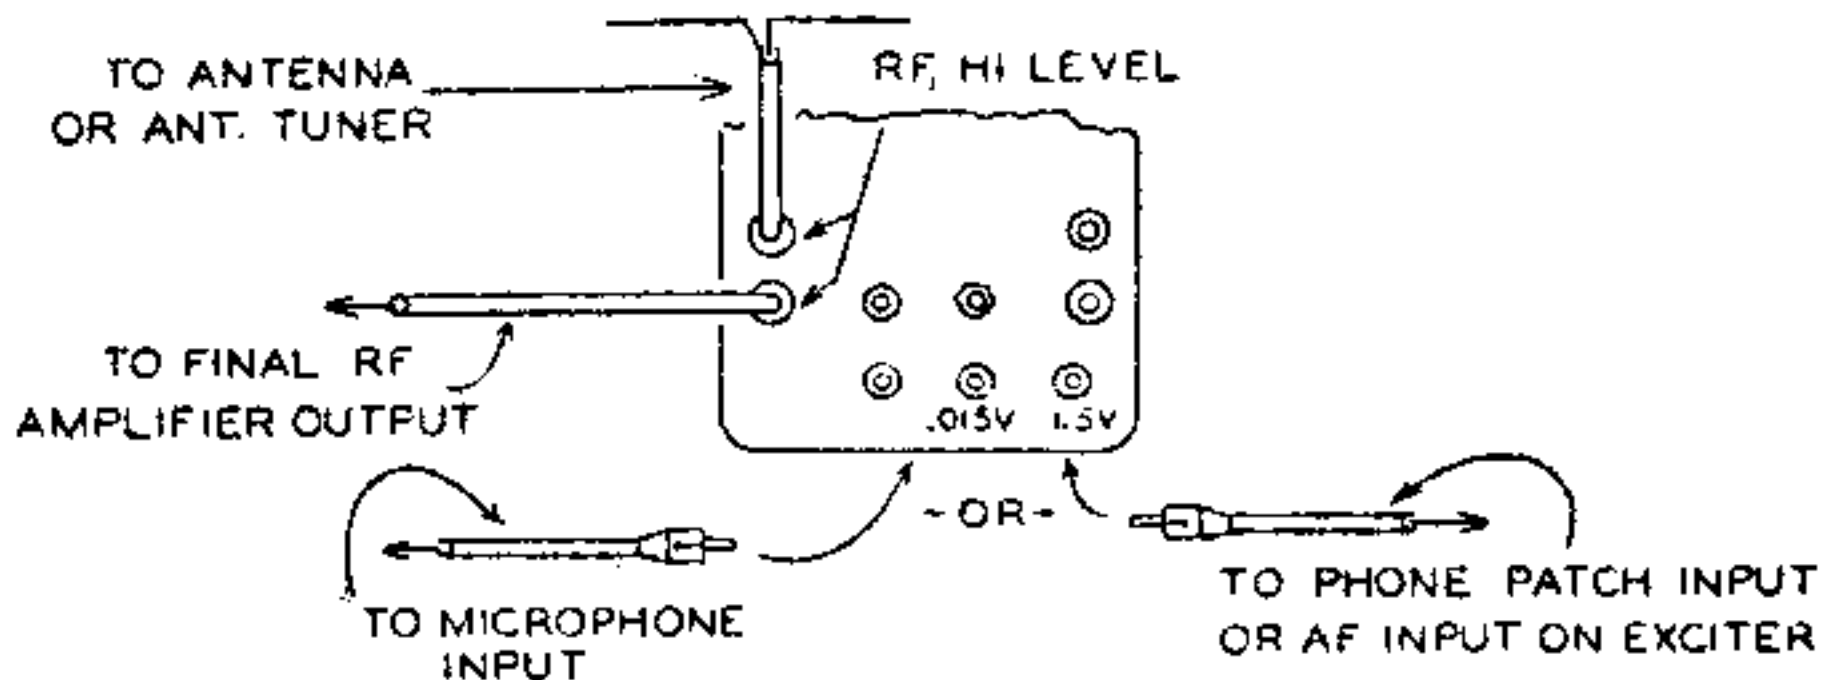 TO ANTENNA
OR ANT. TUNER
RF, HI LEVEL
TO FINAL RF
AMPLIFIER OUTPUT
.015V 1.5V
- OR -
TO MICROPHONE
INPUT
TO PHONE PATCH INPUT
OR AF INPUT ON EXCITER